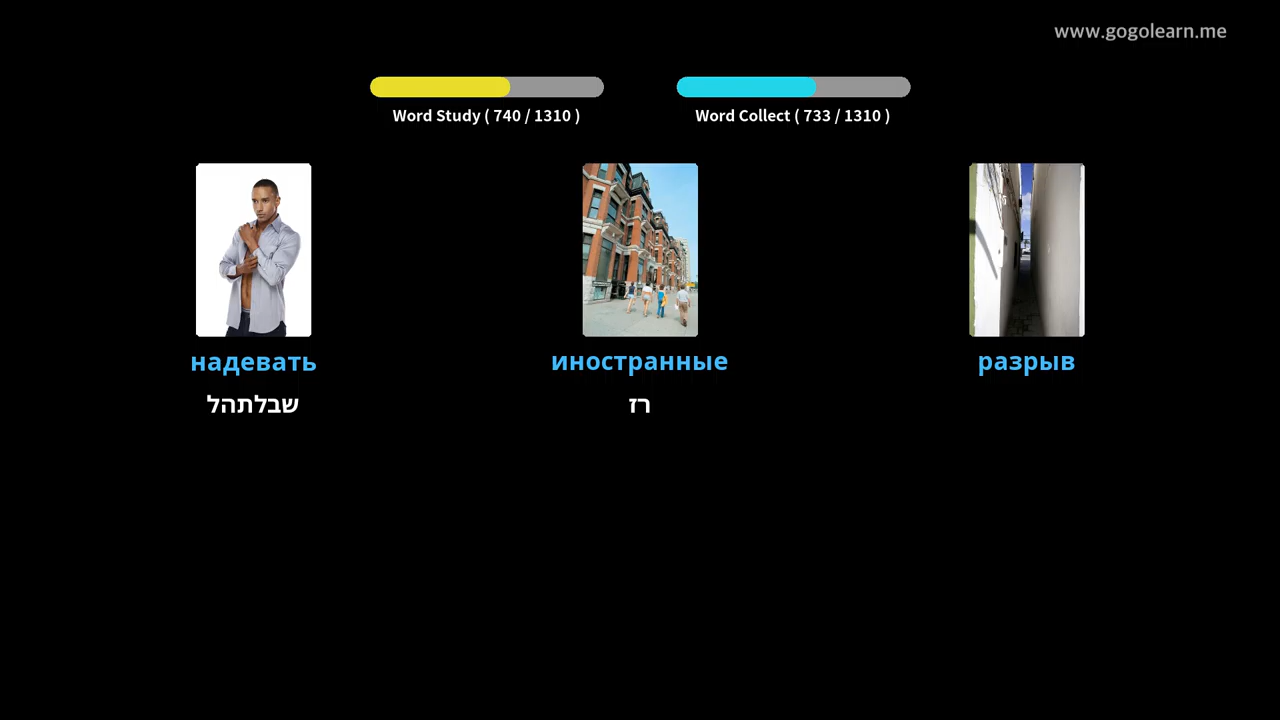 www.gogolearn.me
Word Study ( 740 / 1310 )
Word Collect ( 733 / 1310 )
надевать
иностранные
разрыв
שבלתהל
רז